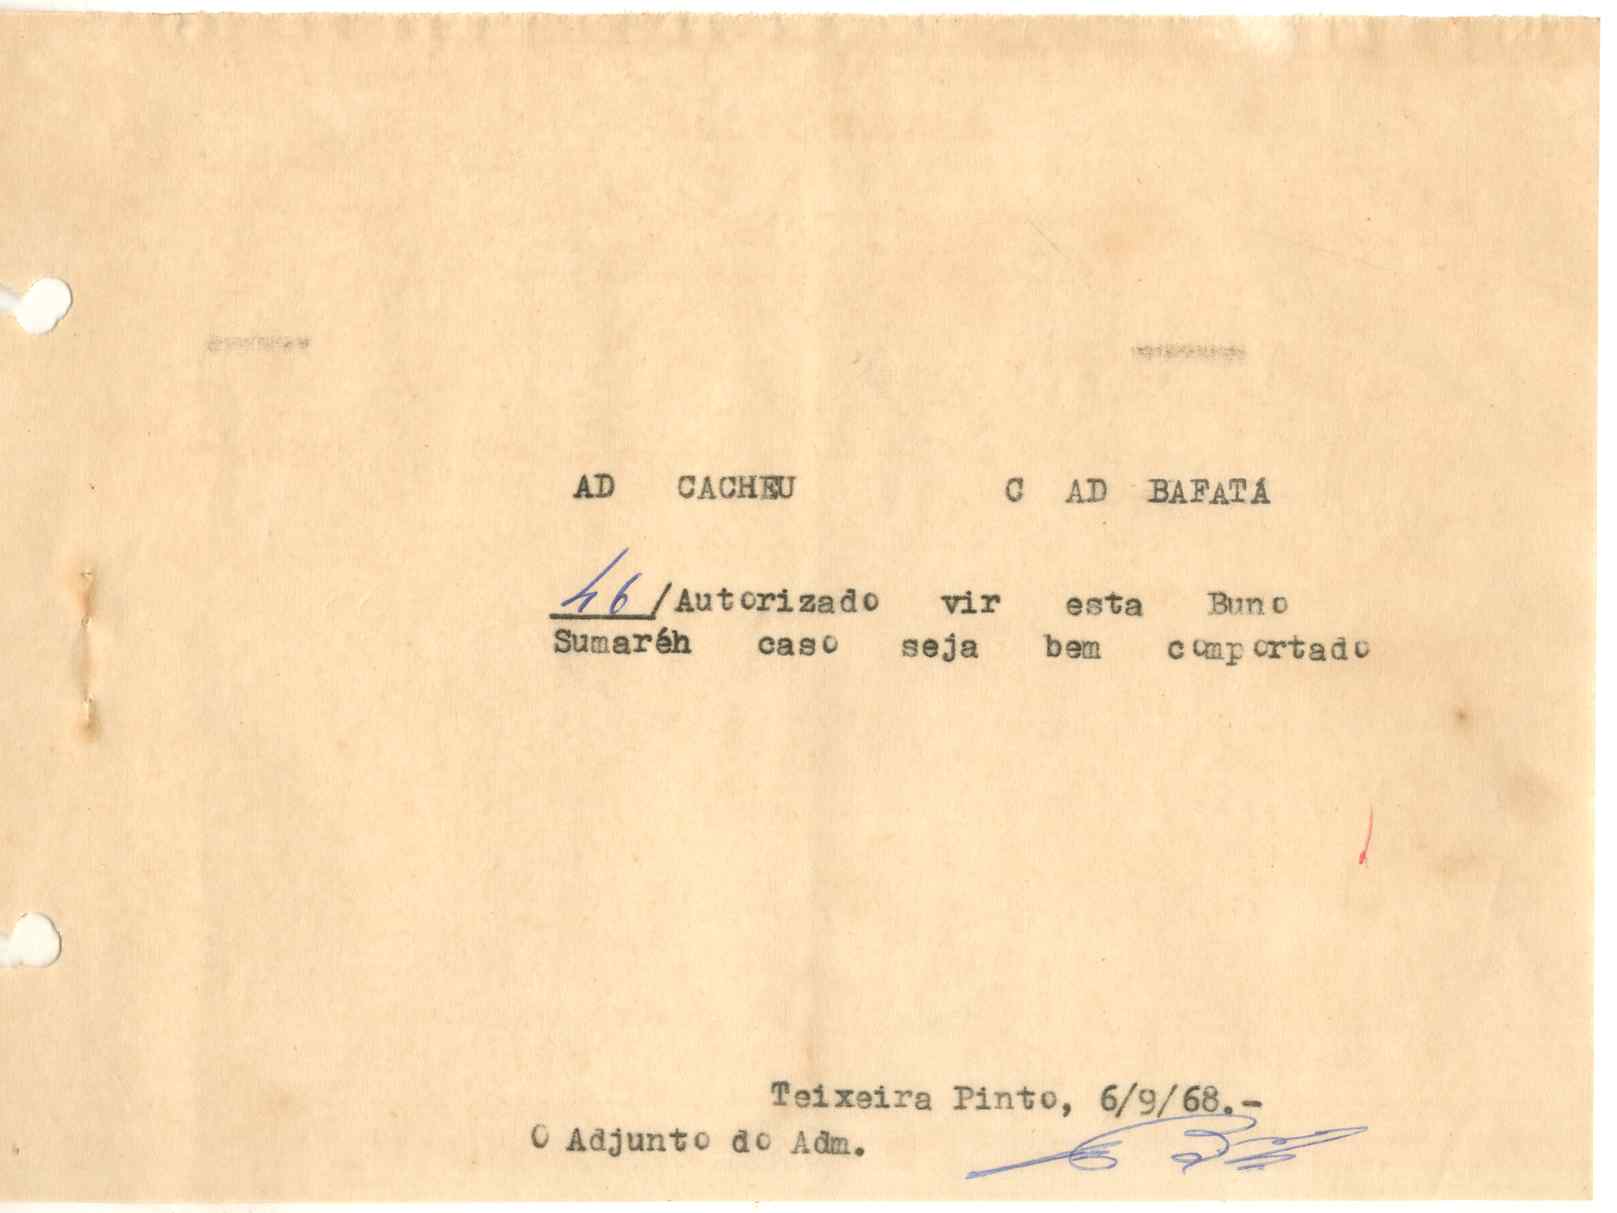 AD CACHEU C AD BAFATÁ
46/Autorizado vir esta Buno
Sumaréh caso seja bem comportado
Teixeira Pinto, 6/9/68.-
O Adjunto do Adm.